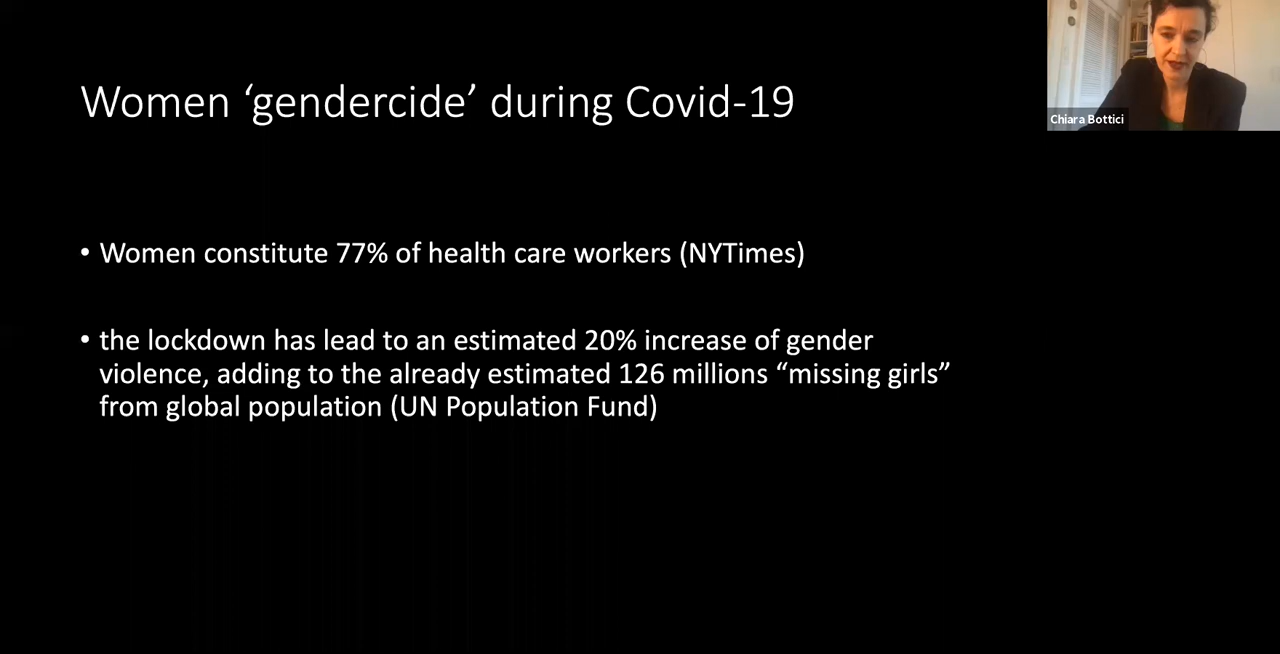 Women ‘gendercide’ during Covid-19
Chiara Bottici
• Women constitute 77% of health care workers (NYTimes)
• the lockdown has lead to an estimated 20% increase of gender
violence, adding to the already estimated 126 millions “missing girls”
from global population (UN Population Fund)